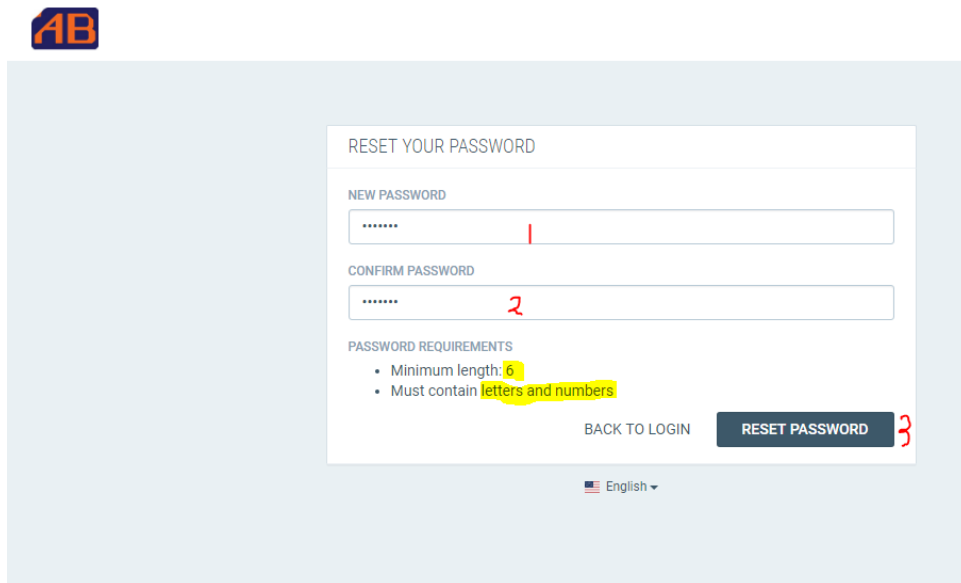 AB
RESET YOUR PASSWORD
NEW PASSWORD
•••••••
1
CONFIRM PASSWORD
•••••••
2
PASSWORD REQUIREMENTS
• Minimum length: 6
• Must contain letters and numbers
BACK TO LOGIN RESET PASSWORD 3
English